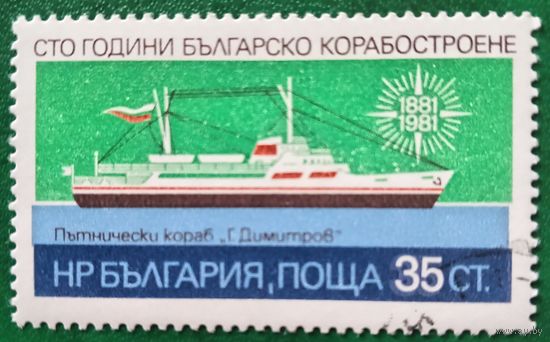 СТО ГОДИНИ БЪЛГАРСКО КОРАБОСТРОЕНЕ
1881
1981
Пътнически кораб „Г. Димитров"
НР БЪЛГАРИЯ, ПОЩА 35 СТ.